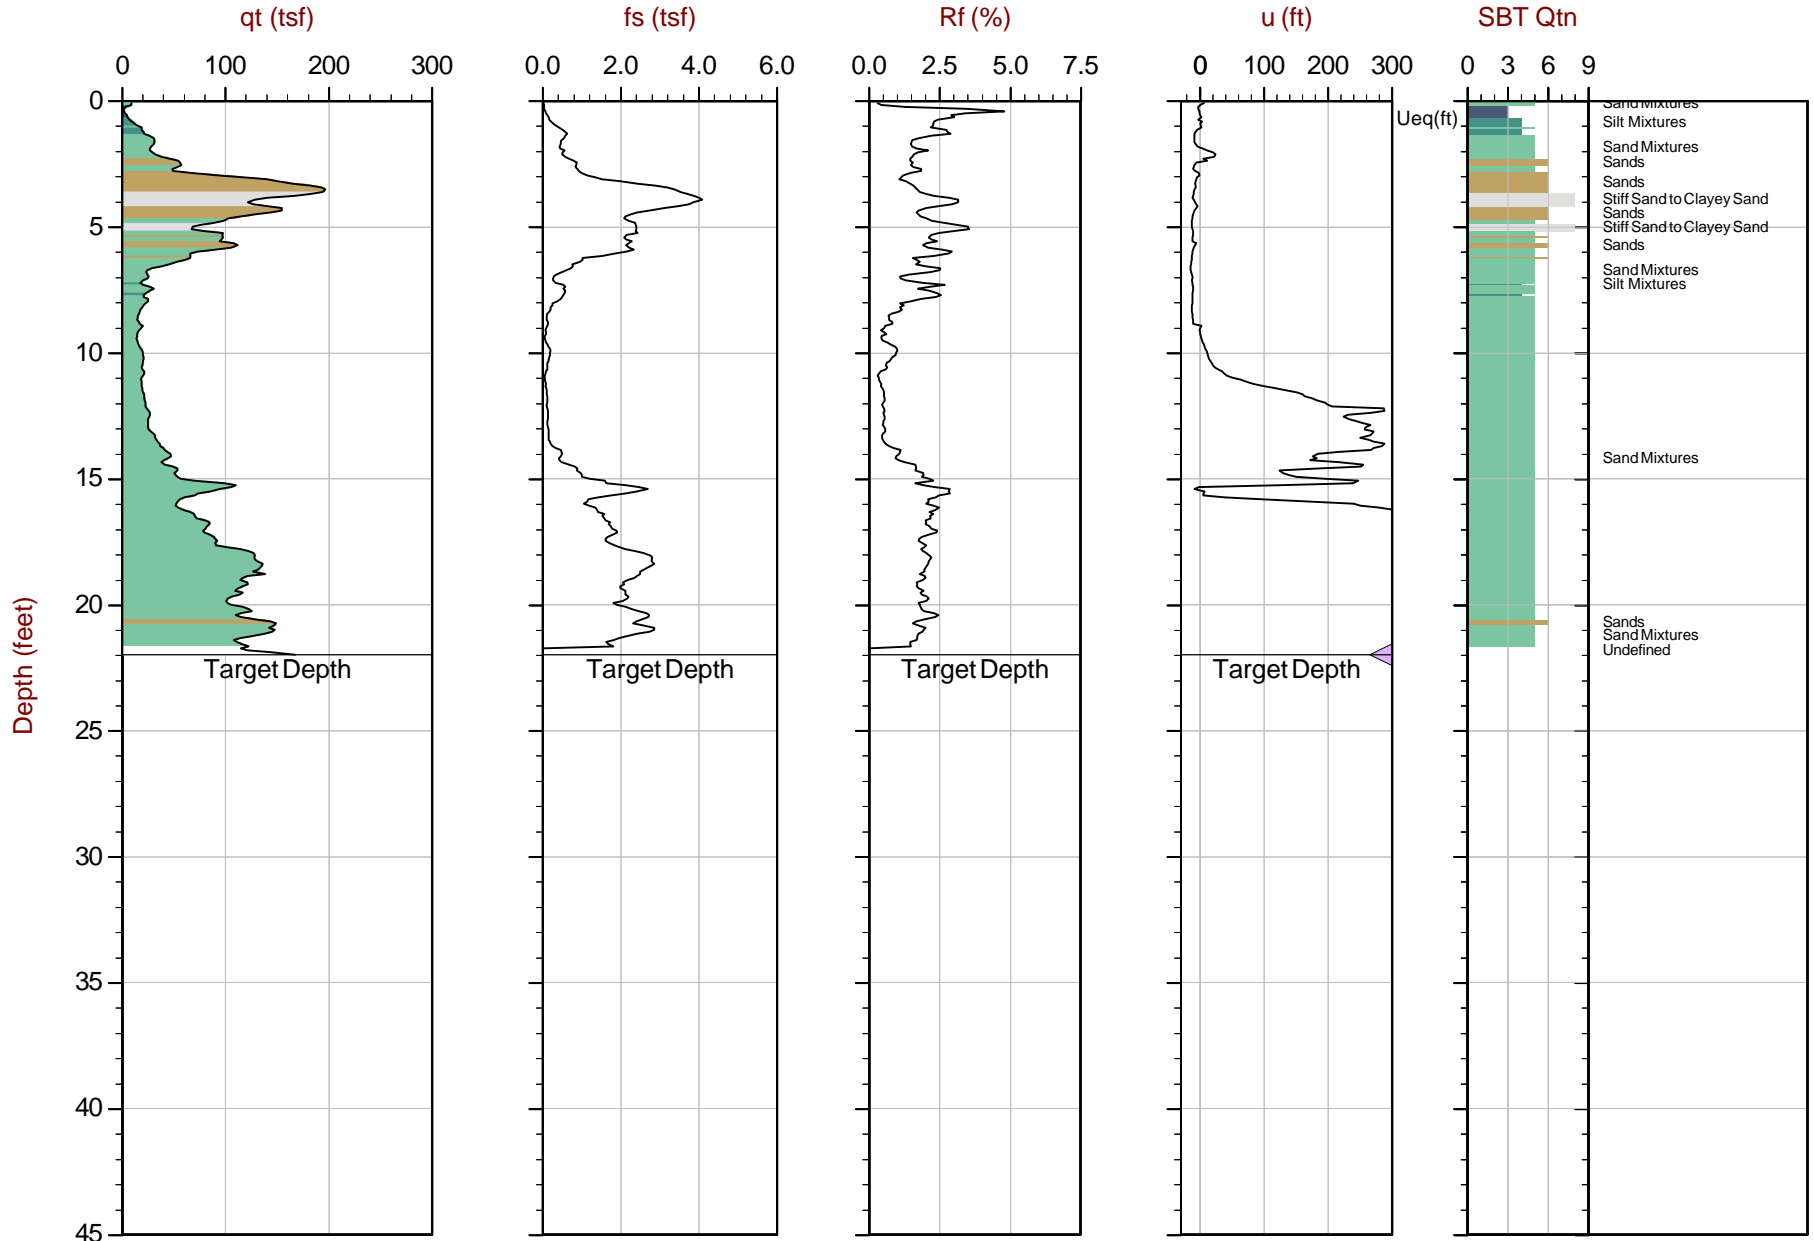 qt (tsf) fs (tsf) Rf (%) u (ft) SBT Qtn
0 100 200 300 0.0 2.0 4.0 6.0 0.0 2.5 5.0 7.5 0 100 200 300 0 3 6 9
0
Ueq(ft)
Sand Mixtures
Silt Mixtures
Sand Mixtures
Sands
Sands
Stiff Sand to Clayey Sand
Sands
5
Stiff Sand to Clayey Sand
Sands
Sand Mixtures
Silt Mixtures
10
Sand Mixtures
15
20
Sands
Sand Mixtures
Undefined
Target Depth Target Depth Target Depth Target Depth
Depth (feet)
25
30
35
40
45